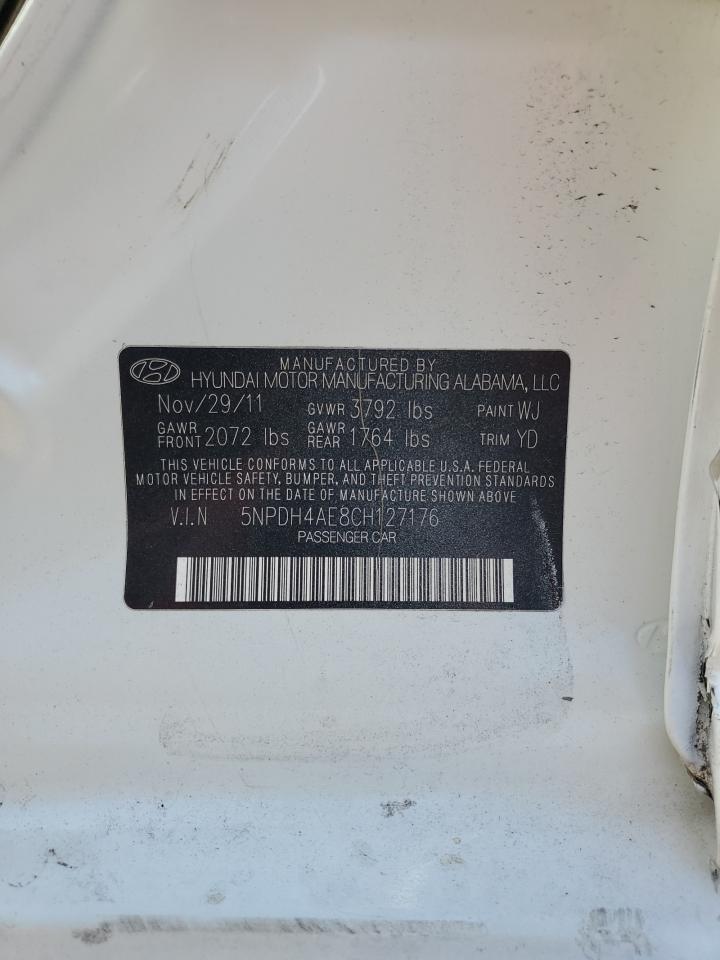 MANUFACTURED BY
HYUNDAI MOTOR MANUFACTURING ALABAMA, LLC
Nov/29/11 GVWR 3792 lbs PAINT WJ
GAWR FRONT 2072 lbs GAWR REAR 1764 lbs TRIM YD
THIS VEHICLE CONFORMS TO ALL APPLICABLE U.S.A. FEDERAL
MOTOR VEHICLE SAFETY, BUMPER, AND THEFT PREVENTION STANDARDS
IN EFFECT ON THE DATE OF MANUFACTURE SHOWN ABOVE
V.I.N 5NPDH4AE8CH127176
PASSENGER CAR